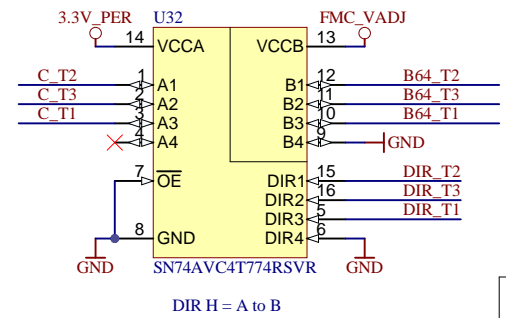 3.3V_PER U32 FMC_VADJ
14 VCCA VCCB 13
C_T2 1 A1 B1 12 B64_T2
C_T3 2 A2 B2 11 B64_T3
C_T1 3 A3 B3 10 B64_T1
4 A4 B4 9 GND
7 OE DIR1 15 DIR_T2
DIR2 16 DIR_T3
DIR3 5 DIR_T1
8 GND DIR4 6
GND SN74AVC4T774RSVR GND
DIR H = A to B